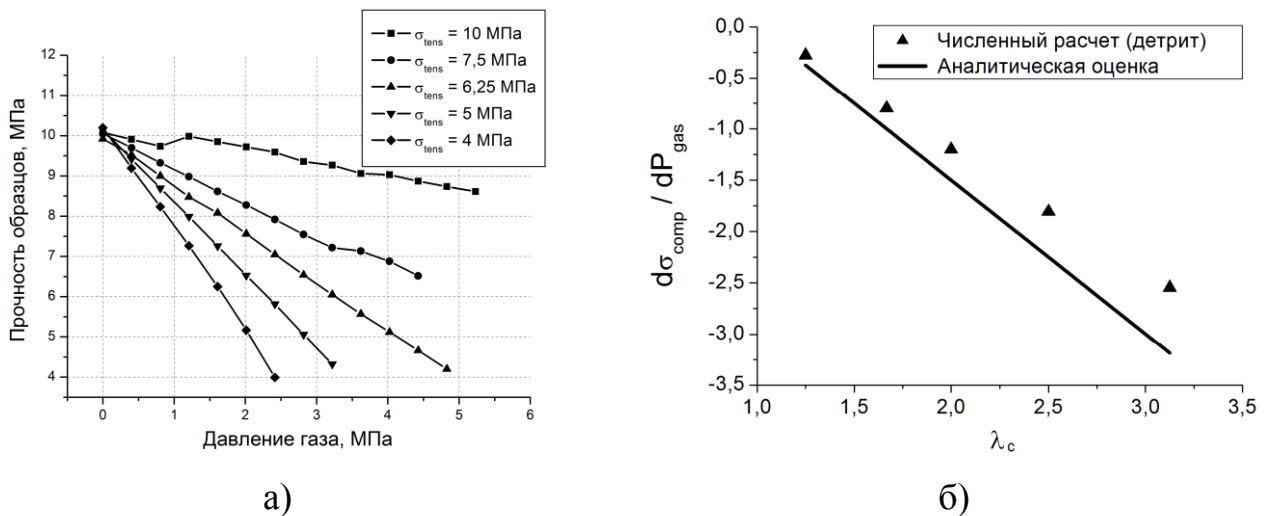 σtens = 10 МПа
σtens = 7,5 МПа
σtens = 6,25 МПа
σtens = 5 МПа
σtens = 4 МПа
12
11
10
9
8
7
6
5
4
Прочность образцов, МПа
0 1 2 3 4 5 6
Давление газа, МПа
а)
Численный расчет (детрит)
Аналитическая оценка
0,0
-0,5
-1,0
-1,5
-2,0
-2,5
-3,0
-3,5
dσcomp / dPgas
1,0 1,5 2,0 2,5 3,0 3,5
λc
б)